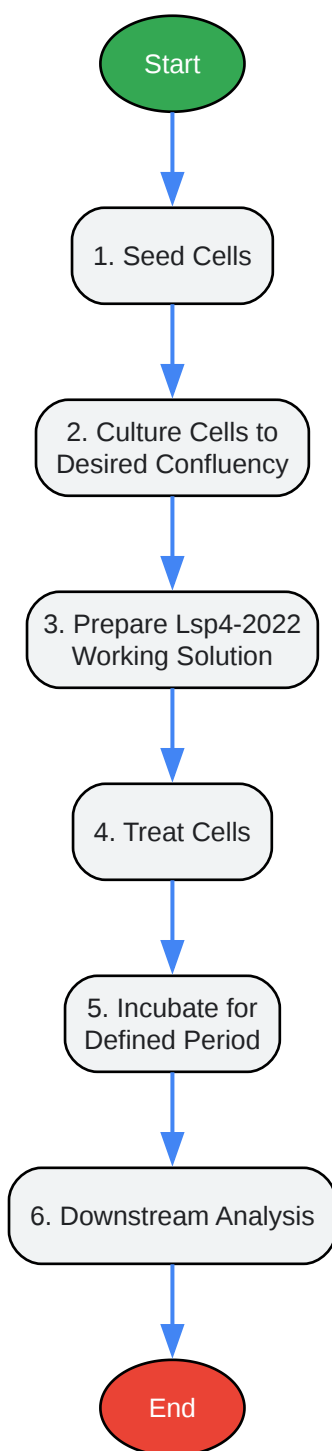 Start
1. Seed Cells
2. Culture Cells to
Desired Confluency
3. Prepare Lsp4-2022
Working Solution
4. Treat Cells
5. Incubate for
Defined Period
6. Downstream Analysis
End